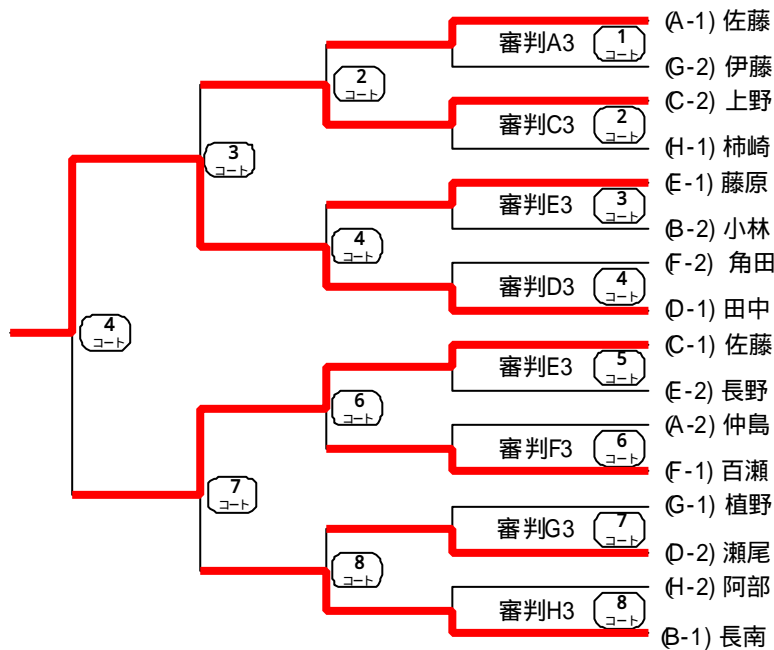 (A-1) 佐藤
審判A3
1
コート
(G-2) 伊藤
2
コート
(C-2) 上野
審判C3
2
コート
(H-1) 柿崎
3
コート
(E-1) 藤原
審判E3
3
コート
(B-2) 小林
4
コート
(F-2) 角田
審判D3
4
コート
(D-1) 田中
4
コート
(C-1) 佐藤
審判E3
5
コート
(E-2) 長野
6
コート
(A-2) 仲島
審判F3
6
コート
(F-1) 百瀬
7
コート
(G-1) 植野
審判G3
7
コート
(D-2) 瀬尾
8
コート
(H-2) 阿部
審判H3
8
コート
(B-1) 長南